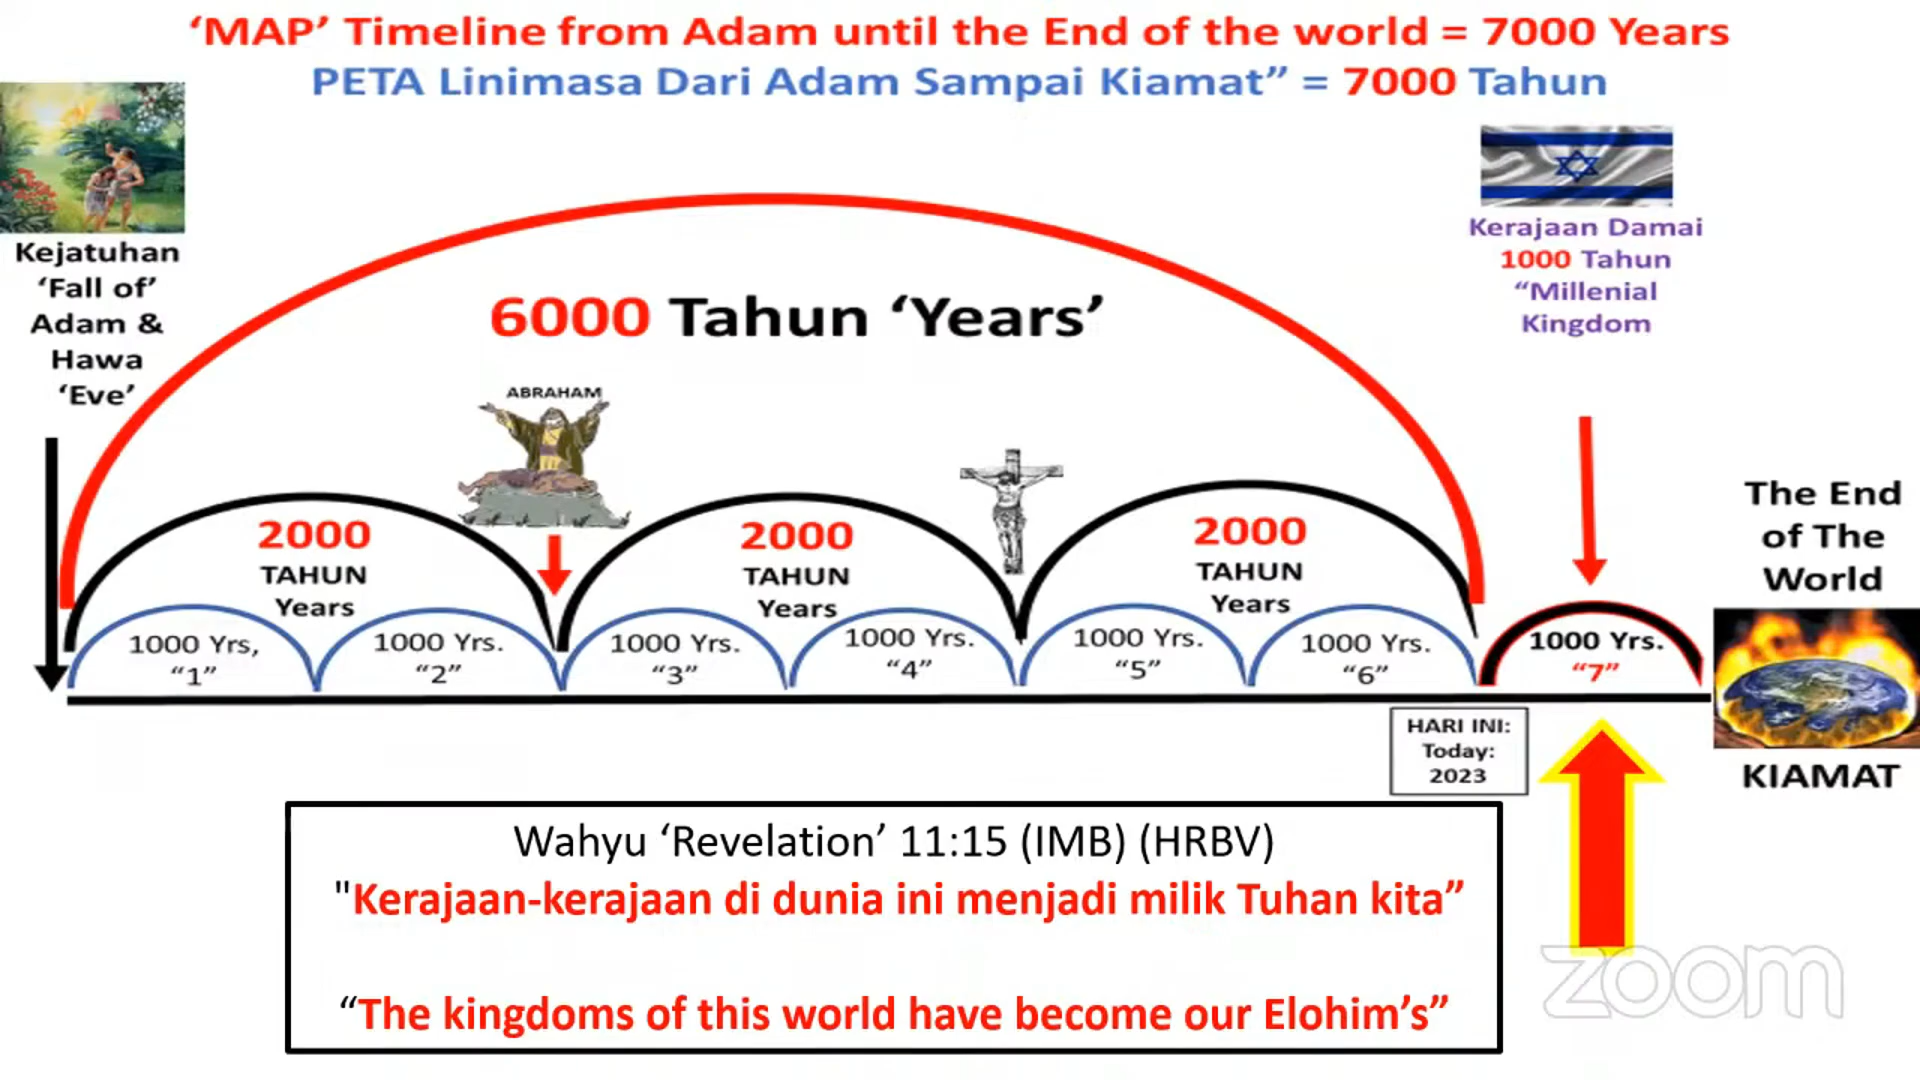 ‘MAP’ Timeline from Adam until the End of the world = 7000 Years
PETA Linimasa Dari Adam Sampai Kiamat” = 7000 Tahun
Kejatuhan
‘Fall of’
Adam &
Hawa
‘Eve’
Kerajaan Damai
1000 Tahun
“Millenial
Kingdom
6000 Tahun ‘Years’
ABRAHAM
2000
TAHUN
Years
2000
TAHUN
Years
2000
TAHUN
Years
1000 Yrs,
“1”
1000 Yrs.
“2”
1000 Yrs.
“3”
1000 Yrs.
“4”
1000 Yrs.
“5”
1000 Yrs.
“6”
1000 Yrs.
“7”
The End
of The
World
KIAMAT
HARI INI:
Today:
2023
Wahyu ‘Revelation’ 11:15 (IMB) (HRBV)
"Kerajaan-kerajaan di dunia ini menjadi milik Tuhan kita”
“The kingdoms of this world have become our Elohim’s”
zoom